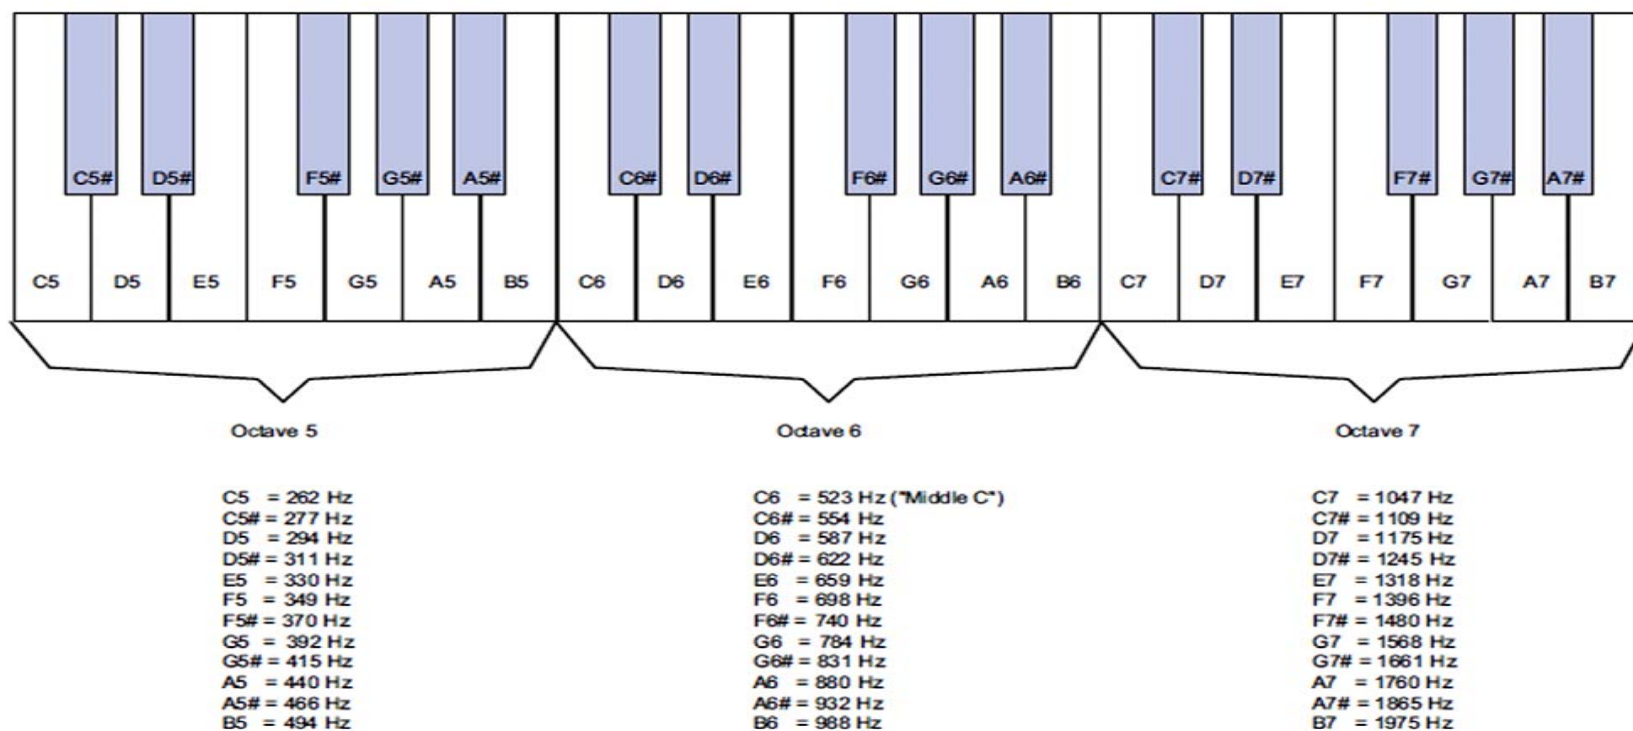 C5# D5# F5# G5# A5# C6# D6# F6# G6# A6# C7# D7# F7# G7# A7#
C5 D5 E5 F5 G5 A5 B5 C6 D6 E6 F6 G6 A6 B6 C7 D7 E7 F7 G7 A7 B7
Octave 5 Octave 6 Octave 7
C5 = 262 Hz
C5# = 277 Hz
D5 = 294 Hz
D5# = 311 Hz
E5 = 330 Hz
F5 = 349 Hz
F5# = 370 Hz
G5 = 392 Hz
G5# = 415 Hz
A5 = 440 Hz
A5# = 466 Hz
B5 = 494 Hz
C6 = 523 Hz ("Middle C")
C6# = 554 Hz
D6 = 587 Hz
D6# = 622 Hz
E6 = 659 Hz
F6 = 698 Hz
F6# = 740 Hz
G6 = 784 Hz
G6# = 831 Hz
A6 = 880 Hz
A6# = 932 Hz
B6 = 988 Hz
C7 = 1047 Hz
C7# = 1109 Hz
D7 = 1175 Hz
D7# = 1245 Hz
E7 = 1318 Hz
F7 = 1396 Hz
F7# = 1480 Hz
G7 = 1568 Hz
G7# = 1661 Hz
A7 = 1760 Hz
A7# = 1865 Hz
B7 = 1975 Hz